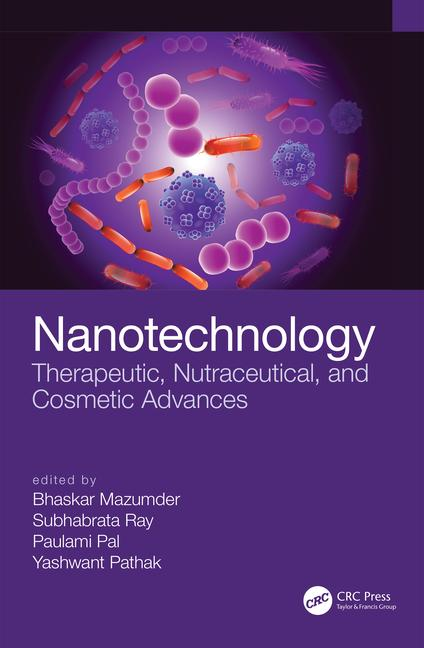 Nanotechnology
Therapeutic, Nutraceutical, and
Cosmetic Advances
edited by
Bhaskar Mazumder
Subhabrata Ray
Paulami Pal
Yashwant Pathak
CRC
CRC Press
Taylor & Francis Group